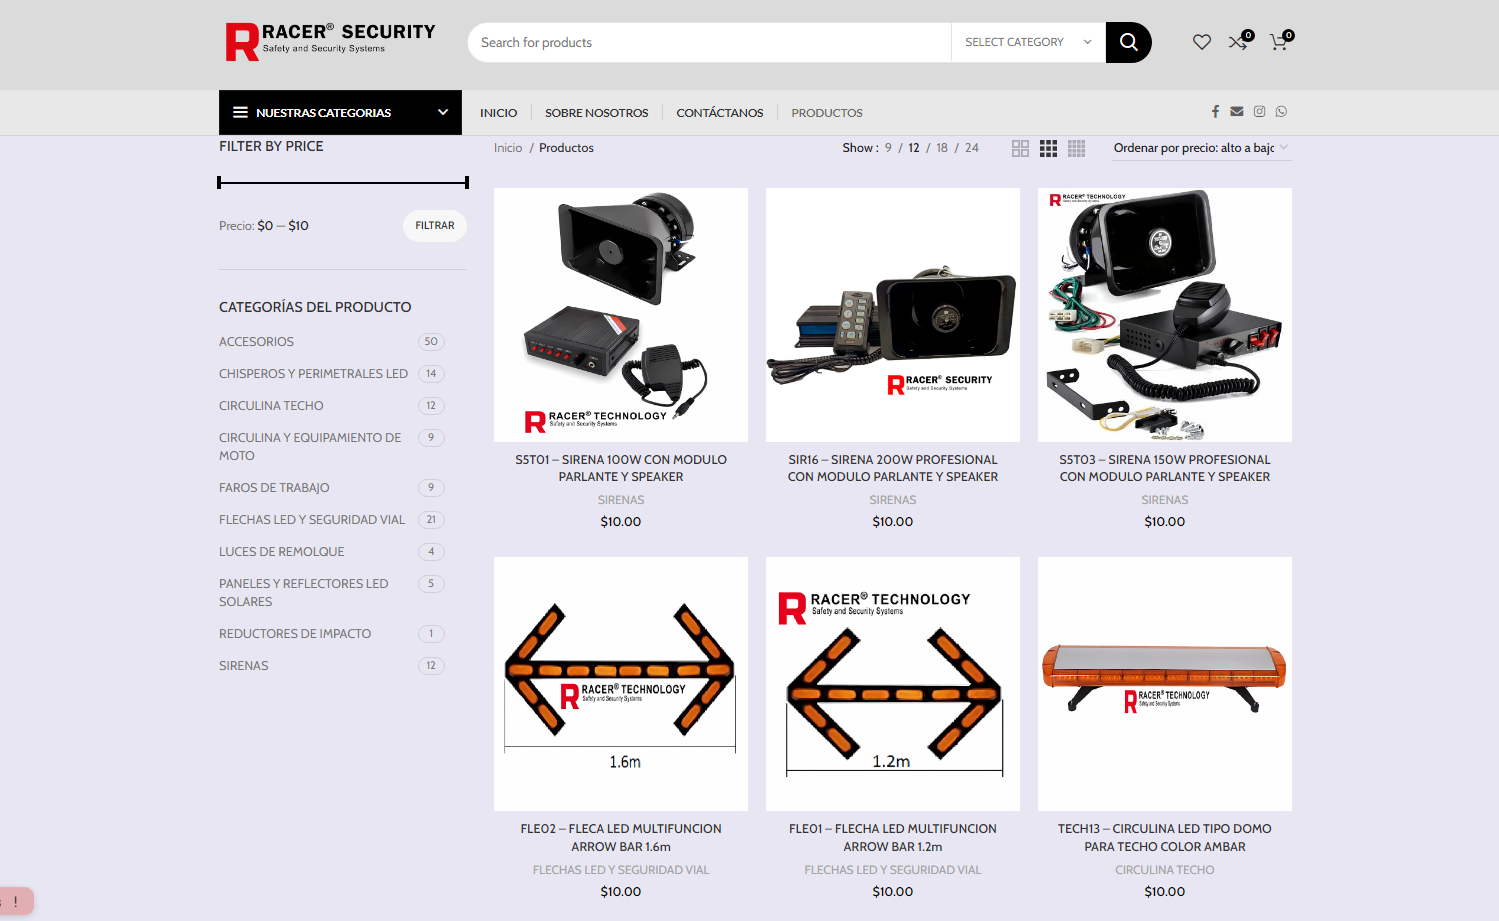 RACER® SECURITY
Safety and Security Systems
Search for products
SELECT CATEGORY
0
0
NUESTRAS CATEGORIAS
INICIO
SOBRE NOSOTROS
CONTÁCTANOS
PRODUCTOS
FILTER BY PRICE
Precio: $0 — $10
FILTRAR
CATEGORÍAS DEL PRODUCTO
ACCESORIOS 50
CHISPEROS Y PERIMETRALES LED 14
CIRCULINA TECHO 12
CIRCULINA Y EQUIPAMIENTO DE 9
MOTO
FAROS DE TRABAJO 9
FLECHAS LED Y SEGURIDAD VIAL 21
LUCES DE REMOLQUE 4
PANELES Y REFLECTORES LED 5
SOLARES
REDUCTORES DE IMPACTO 1
SIRENAS 12
Inicio / Productos
Show : 9 / 12 / 18 / 24
Ordenar por precio: alto a bajo
RACER® TECHNOLOGY
Safety and Security Systems
S5T01 – SIRENA 100W CON MODULO
PARLANTE Y SPEAKER
SIRENAS
$10.00
RACER® SECURITY
Safety and Security Systems
SIR16 – SIRENA 200W PROFESIONAL
CON MODULO PARLANTE Y SPEAKER
SIRENAS
$10.00
RACER® TECHNOLOGY
Safety and Security Systems
S5T03 – SIRENA 150W PROFESIONAL
CON MODULO PARLANTE Y SPEAKER
SIRENAS
$10.00
RACER® TECHNOLOGY
Safety and Security Systems
1.6m
FLE02 – FLECA LED MULTIFUNCION
ARROW BAR 1.6m
FLECHAS LED Y SEGURIDAD VIAL
$10.00
RACER® TECHNOLOGY
Safety and Security Systems
1.2m
FLE01 – FLECHA LED MULTIFUNCION
ARROW BAR 1.2m
FLECHAS LED Y SEGURIDAD VIAL
$10.00
RACER® TECHNOLOGY
Safety and Security Systems
TECH13 – CIRCULINA LED TIPO DOMO
PARA TECHO COLOR AMBAR
CIRCULINA TECHO
$10.00
!